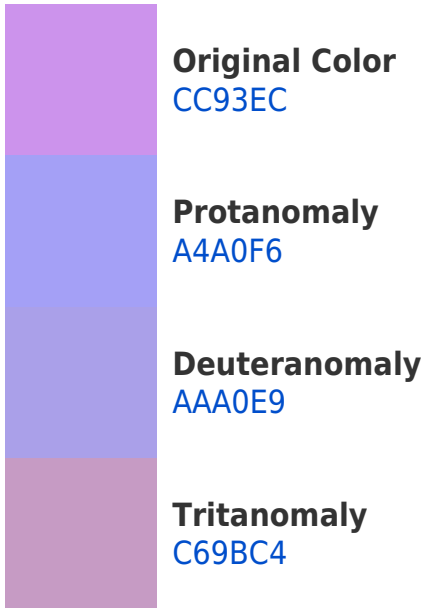 Original Color
CC93EC
Protanomaly
A4A0F6
Deuteranomaly
AAA0E9
Tritanomaly
C69BC4